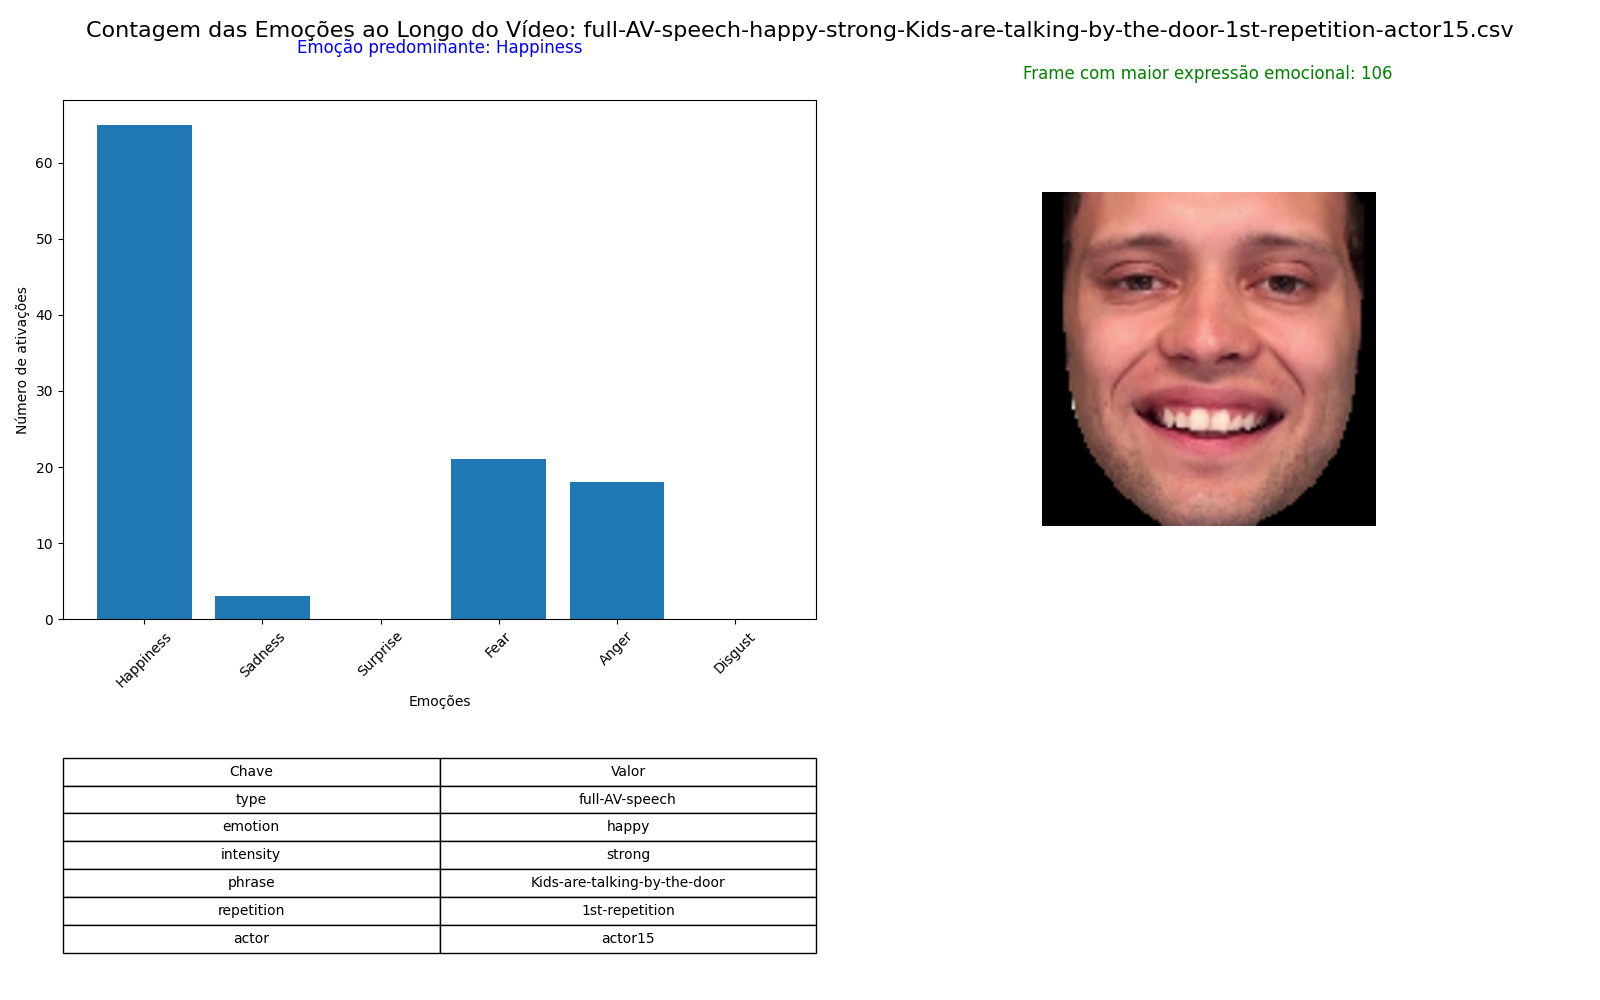 Contagem das Emoções ao Longo do Vídeo: full-AV-speech-happy-strong-Kids-are-talking-by-the-door-1st-repetition-actor15.csv
Emoção predominante: Happiness
Frame com maior expressão emocional: 106
Número de ativações
60
50
40
30
20
10
0
Happiness
Sadness
Surprise
Fear
Anger
Disgust
Emoções
Chave Valor
type full-AV-speech
emotion happy
intensity strong
phrase Kids-are-talking-by-the-door
repetition 1st-repetition
actor actor15